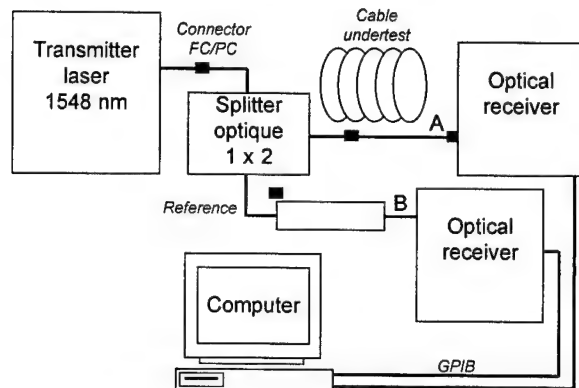 Transmitter
laser
1548 nm
Connector
FC/PC
Cable
undertest
Splitter
optique
1 x 2
A
Optical
receiver
Reference
B
Optical
receiver
Computer
GPIB